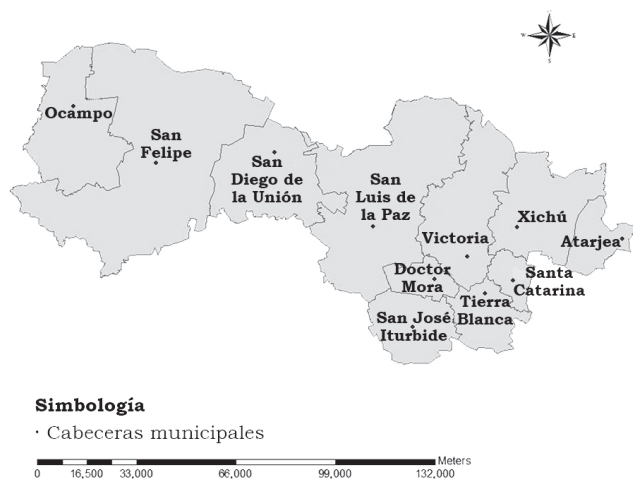 N
W
E
S
Ocampo
San
Felipe
San
Diego de
la Unión
San
Luis de
la Paz
Xichú
Victoria
Atarjea
Doctor
Mora
Santa
Catarina
Tierra
Blanca
San José
Iturbide
Simbología
· Cabeceras municipales
Meters
0 16,500 33,000 66,000 99,000 132,000